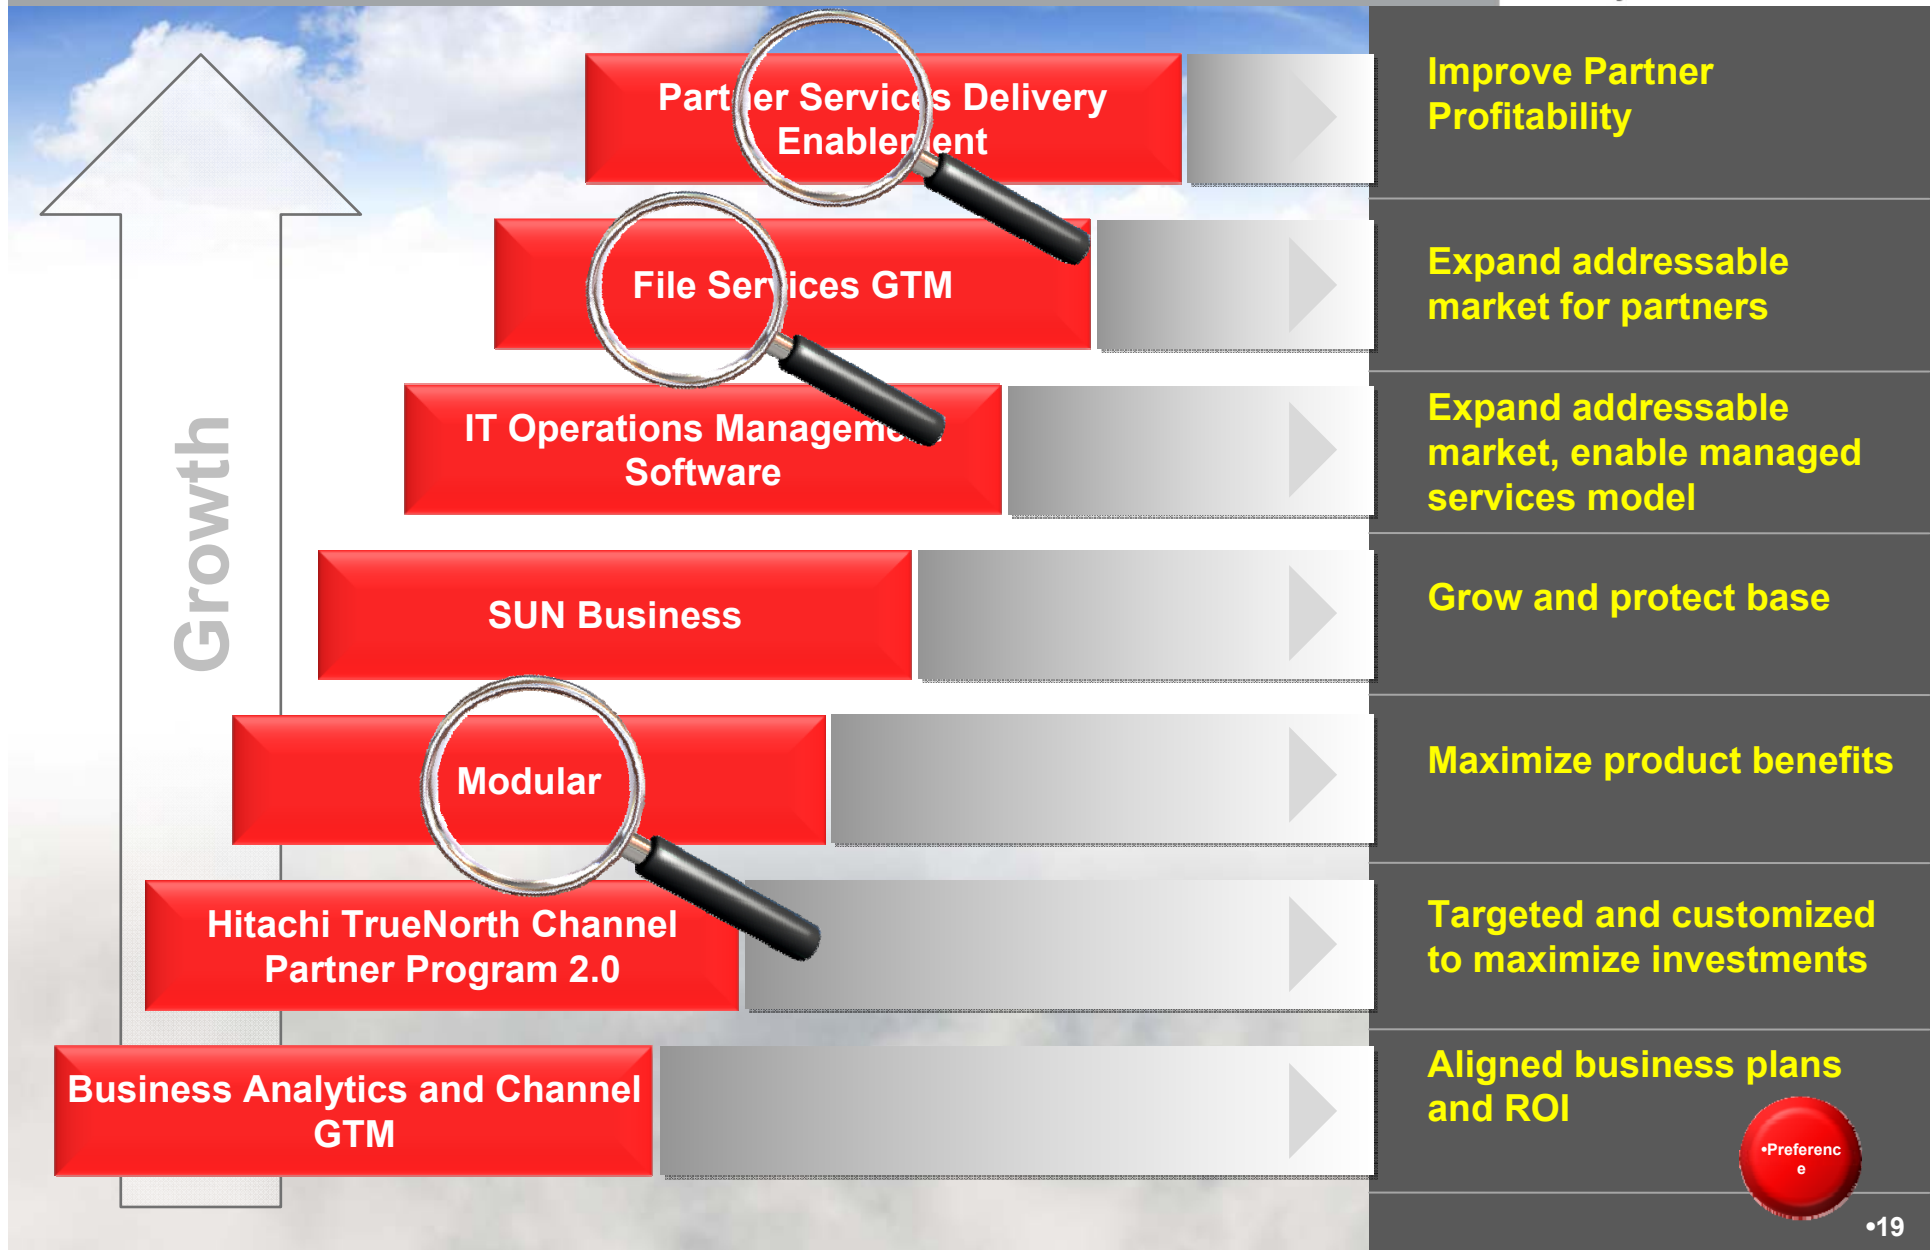 Partner Services Delivery
Enablement
Improve Partner
Profitability
File Services GTM
Expand addressable
market for partners
IT Operations Management
Software
Expand addressable
market, enable managed
services model
Growth
SUN Business
Grow and protect base
Modular
Maximize product benefits
Hitachi TrueNorth Channel
Partner Program 2.0
Targeted and customized
to maximize investments
Business Analytics and Channel
GTM
Aligned business plans
and ROI
•Preferenc
e
•19